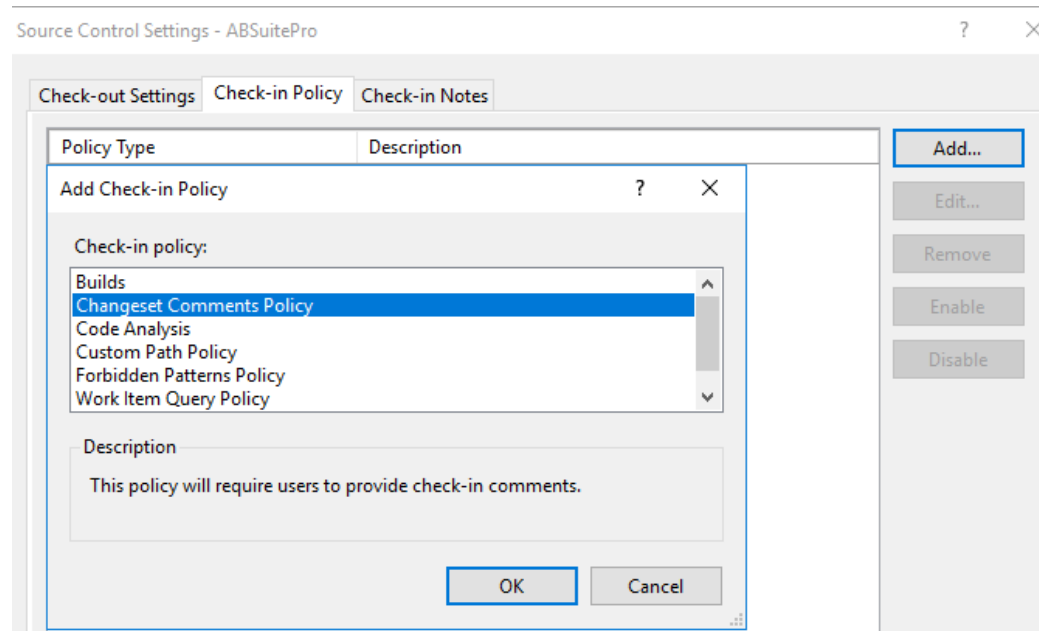 Source Control Settings - ABSuitePro
?
Check-out Settings Check-in Policy Check-in Notes
Policy Type Description
Add...
Edit...
Remove
Enable
Disable
Add Check-in Policy
?
Check-in policy:
Builds
Changeset Comments Policy
Code Analysis
Custom Path Policy
Forbidden Patterns Policy
Work Item Query Policy
Description
This policy will require users to provide check-in comments.
OK Cancel